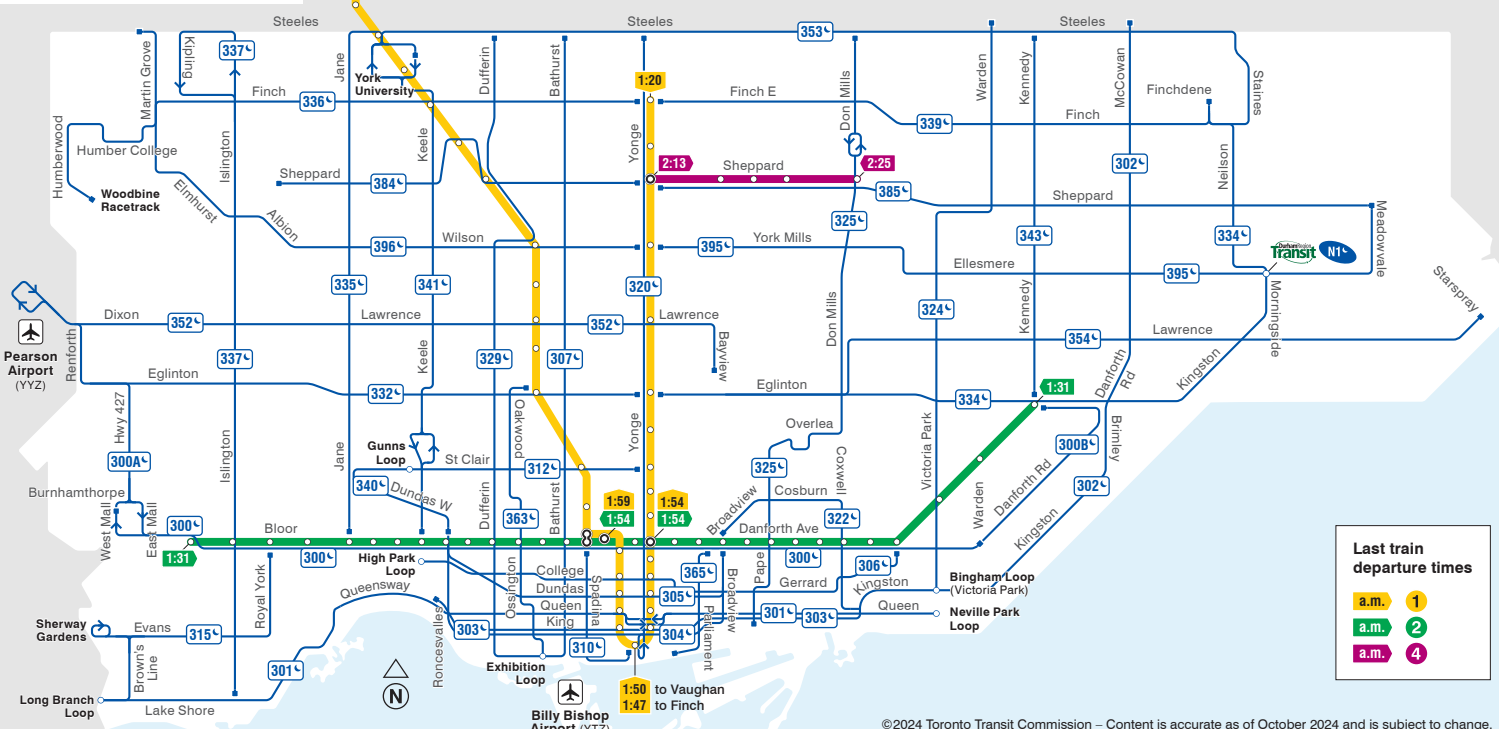 Steeles
Steeles
Steeles
353
Martin Grove
Kipling
337
Jane
York
University
Dufferin
Bathurst
1:20
Don Mills
Warden
Kennedy
McCowan
Finchdene
Staines
Finch
336
Finch E
339
Finch
Humberwood
Humber College
Islington
Keele
Yonge
2:13
Sheppard
2:25
302
Neilson
Woodbine
Racetrack
Elmhurst
Sheppard
384
385
Sheppard
Meadowvale
Albion
396
Wilson
395
York Mills
325
343
334
DurhamRegion
Transit
N1
Ellesmere
395
Starspray
335
341
320
Don Mills
324
Kennedy
Morningside
Dixon
352
Lawrence
352
Lawrence
354
Lawrence
Pearson
Airport
(YYZ)
Renforth
337
Keele
329
307
Bayview
Danforth
Rd
Kingston
Eglinton
332
Eglinton
334
1:31
Hwy 427
Islington
Jane
Oakwood
Yonge
Overlea
Victoria Park
Brimley
300A
Gunns
Loop
St Clair
312
325
Coxwell
300B
Burnhamthorpe
340
Dundas W
Dufferin
Bathurst
1:59
1:54
1:54
1:54
Broadview
Cosburn
Warden
Danforth Rd
302
West Mall
East Mall
300
Bloor
363
322
Danforth Ave
Kingston
1:31
300
High Park
Loop
Ossington
College
Spadina
365
Broadview
Pape
300
306
Gerrard
Kingston
Bingham Loop
(Victoria Park)
Royal York
Queensway
Dundas
305
Queen
301
303
Queen
Neville Park
Loop
Sherway
Gardens
Evans
315
303
King
304
Parliament
Brown's
Line
301
Roncesvalles
310
Exhibition
Loop
Long Branch
Loop
Lake Shore
N
Billy Bishop
Airport (YTZ)
1:50 to Vaughan
1:47 to Finch
Last train
departure times
a.m. 1
a.m. 2
a.m. 4
©2024 Toronto Transit Commission – Content is accurate as of October 2024 and is subject to change.